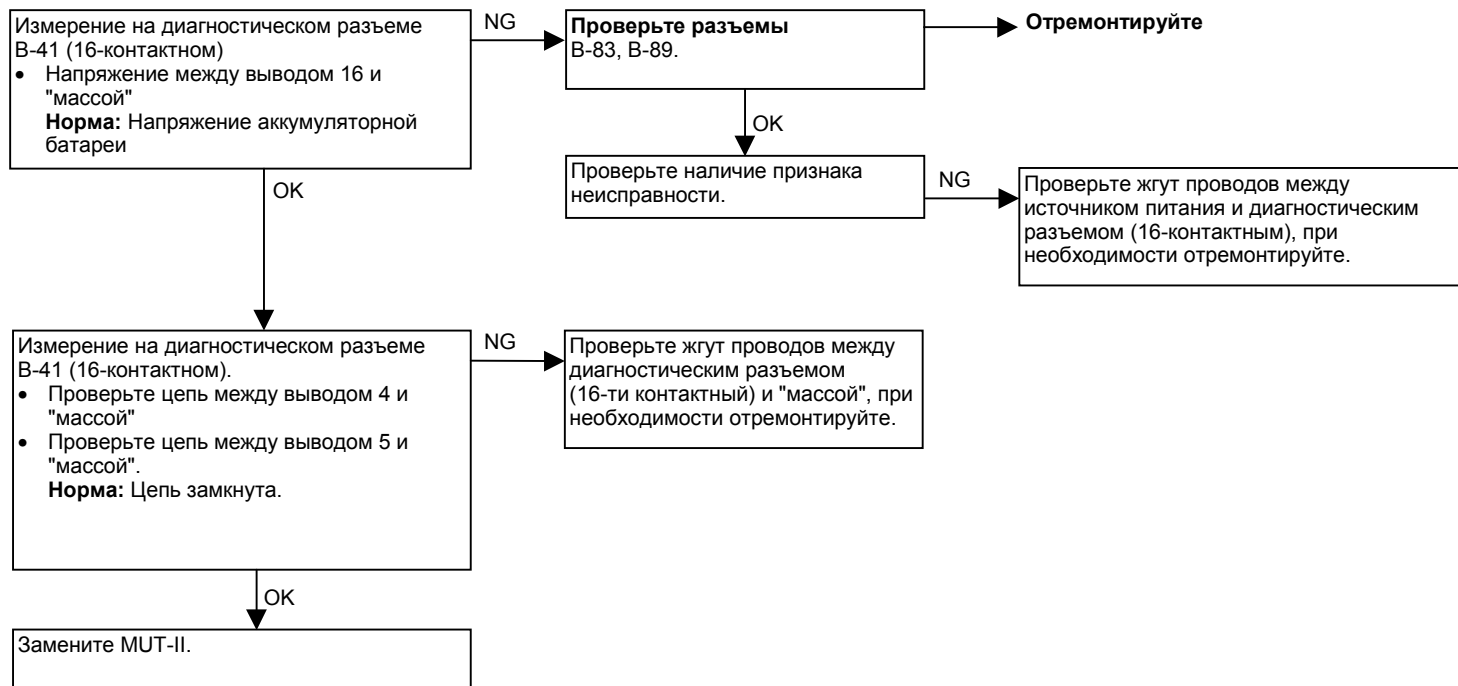 Измерение на диагностическом разъеме
B-41 (16-контактном)
• Напряжение между выводом 16 и
"массой"
Норма: Напряжение аккумуляторной
батареи
NG
Проверьте разъемы
B-83, B-89.
Отремонтируйте
OK
OK
Проверьте наличие признака
неисправности.
NG
Проверьте жгут проводов между
источником питания и диагностическим
разъемом (16-контактным), при
необходимости отремонтируйте.
Измерение на диагностическом разъеме
B-41 (16-контактном).
• Проверьте цепь между выводом 4 и
"массой"
• Проверьте цепь между выводом 5 и
"массой".
Норма: Цепь замкнута.
NG
Проверьте жгут проводов между
диагностическим разъемом
(16-ти контактный) и "массой", при
необходимости отремонтируйте.
OK
Замените MUT-II.